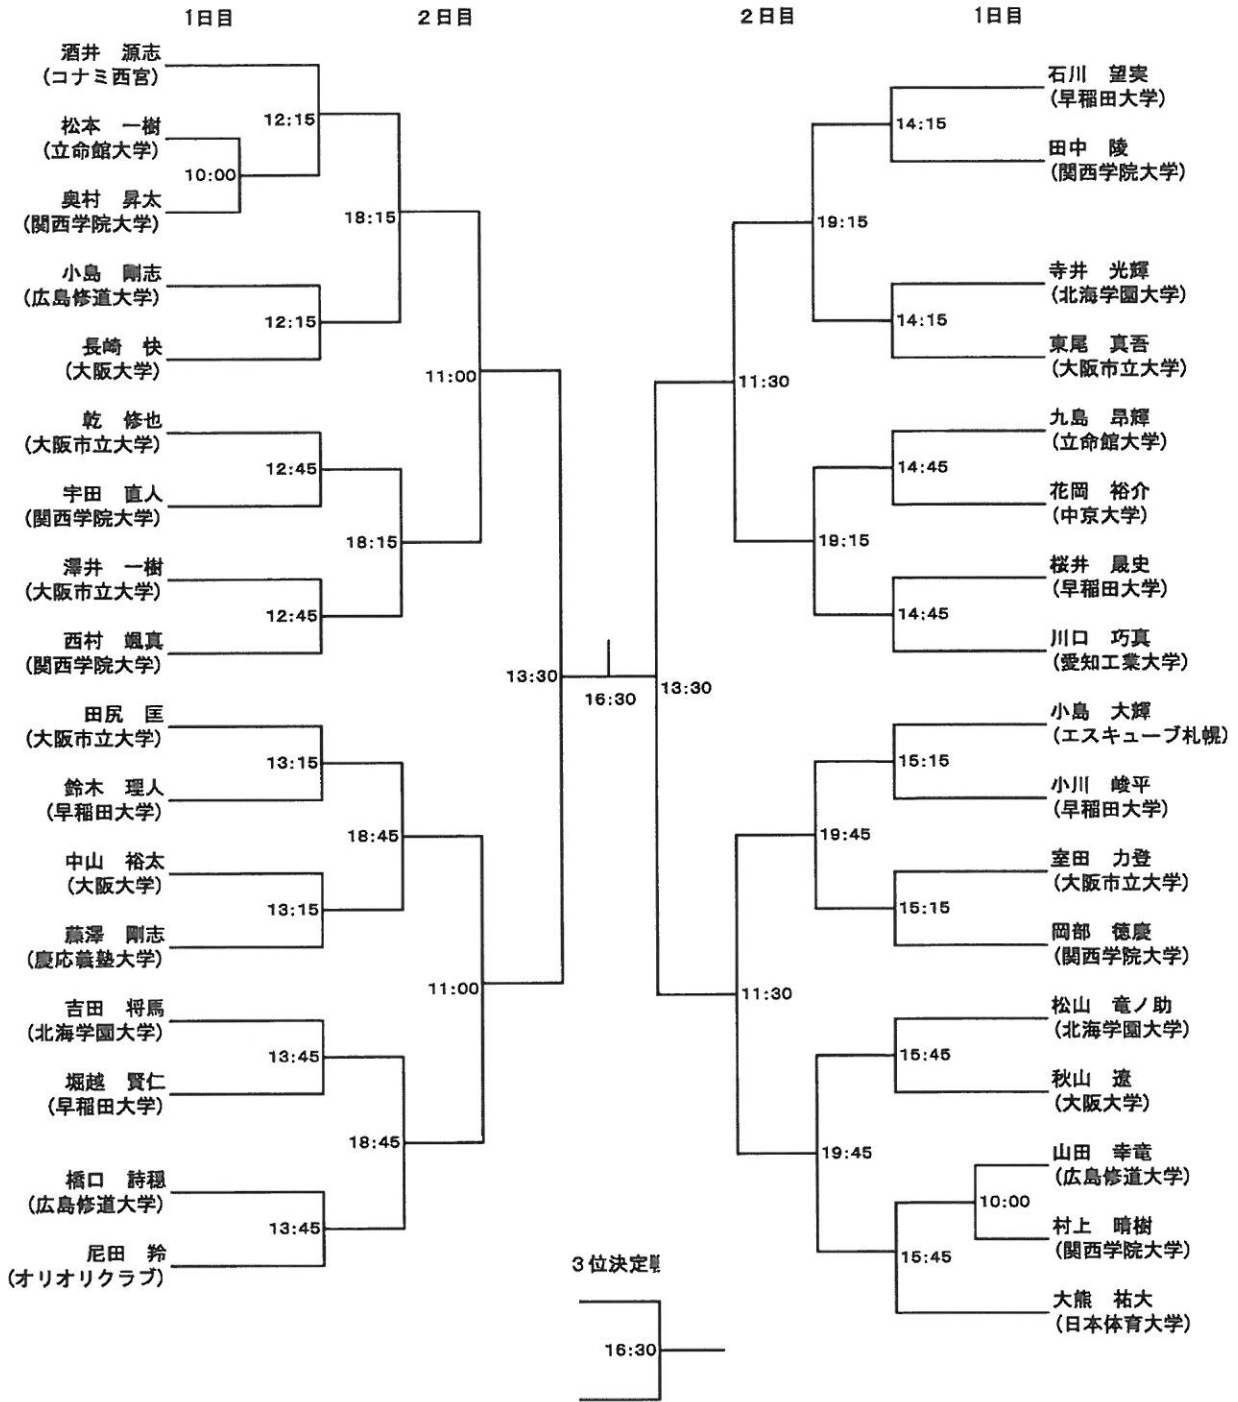 1日目
2日目
2日目
1日目
酒井 源志
(コナミ西宮)
12:15
松本 一樹
(立命館大学)
10:00
奥村 昇太
(関西学院大学)
18:15
小島 剛志
(広島修道大学)
12:15
長崎 快
(大阪大学)
11:00
乾 修也
(大阪市立大学)
12:45
宇田 直人
(関西学院大学)
18:15
澤井 一樹
(大阪市立大学)
12:45
西村 颯真
(関西学院大学)
13:30
田尻 匡
(大阪市立大学)
13:15
鈴木 理人
(早稲田大学)
18:45
中山 裕太
(大阪大学)
13:15
藤澤 剛志
(慶応義塾大学)
11:00
吉田 将馬
(北海学園大学)
13:45
堀越 賢仁
(早稲田大学)
18:45
橋口 詩穏
(広島修道大学)
13:45
尼田 羚
(オリオリクラブ)
16:30
石川 望実
(早稲田大学)
14:15
田中 陵
(関西学院大学)
19:15
寺井 光輝
(北海学園大学)
14:15
東尾 真吾
(大阪市立大学)
11:30
九島 昂輝
(立命館大学)
14:45
花岡 裕介
(中京大学)
19:15
桜井 晟史
(早稲田大学)
14:45
川口 巧真
(愛知工業大学)
13:30
小島 大輝
(エスキューブ札幌)
15:15
小川 峻平
(早稲田大学)
19:45
室田 力登
(大阪市立大学)
15:15
岡部 徳慶
(関西学院大学)
11:30
松山 竜ノ助
(北海学園大学)
15:45
秋山 遼
(大阪大学)
19:45
山田 幸竜
(広島修道大学)
10:00
村上 晴樹
(関西学院大学)
15:45
大熊 祐大
(日本体育大学)
3位決定
16:30